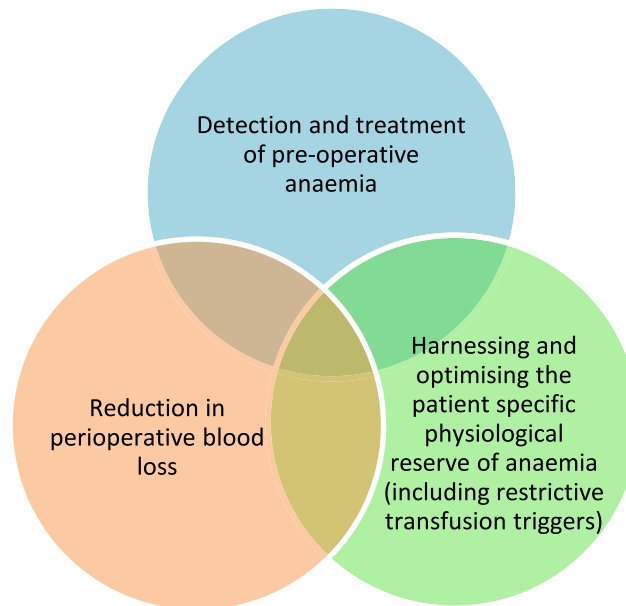 Detection and treatment
of pre-operative
anaemia
Reduction in
perioperative blood
loss
Harnessing and
optimising the
patient specific
physiological
reserve of anaemia
(including restrictive
transfusion triggers)